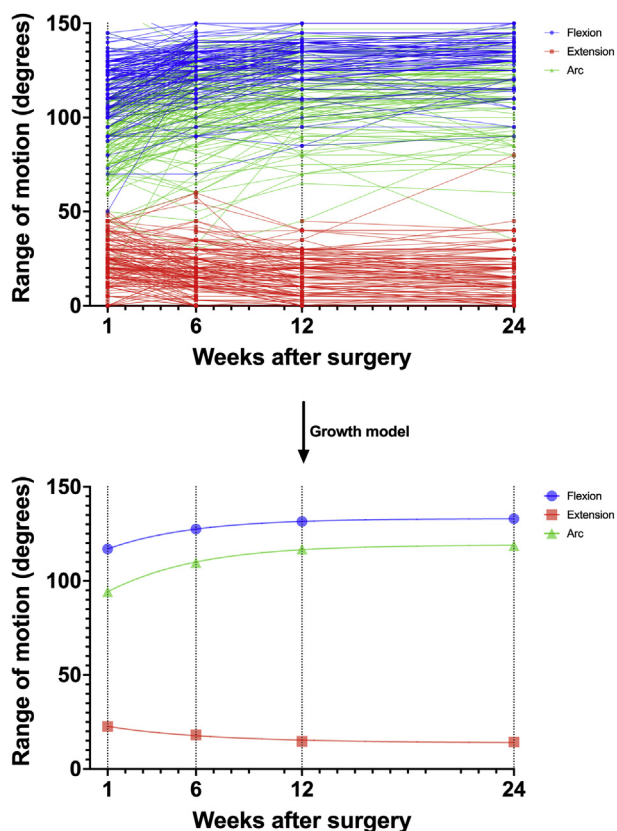 150
100
50
0
Range of motion (degrees)
1 6 12 24
Weeks after surgery
Flexion
Extension
Arc
Growth model
150
100
50
0
Range of motion (degrees)
1 6 12 24
Weeks after surgery
Flexion
Extension
Arc